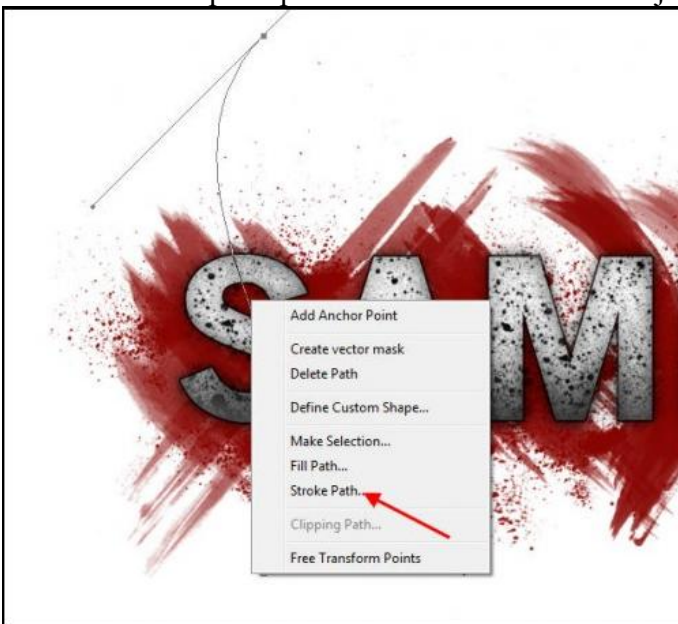 SAM
Add Anchor Point
Create vector mask
Delete Path
Define Custom Shape...
Make Selection...
Fill Path...
Stroke Path...
Clipping Path...
Free Transform Points